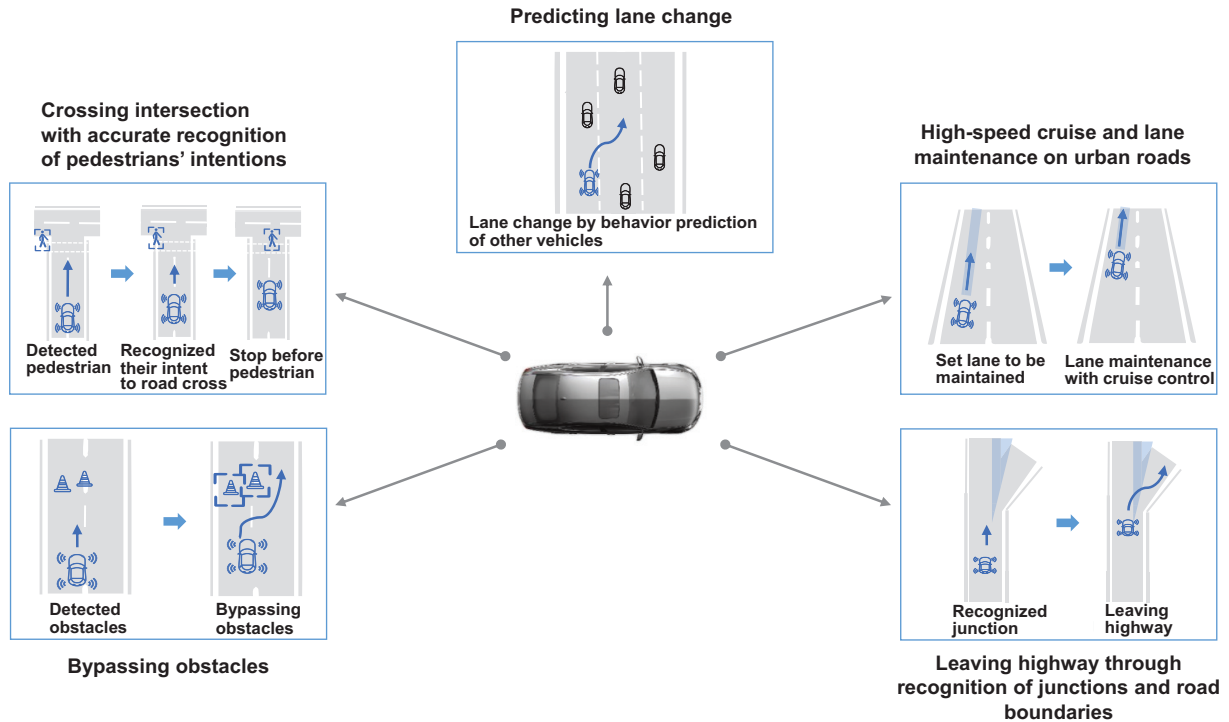 Predicting lane change
Lane change by behavior prediction
of other vehicles
Crossing intersection
with accurate recognition
of pedestrians’ intentions
Detected
pedestrian
Recognized
their intent
to road cross
Stop before
pedestrian
High-speed cruise and lane
maintenance on urban roads
Set lane to be
maintained
Lane maintenance
with cruise control
Detected
obstacles
Bypassing
obstacles
Bypassing obstacles
Recognized
junction
Leaving
highway
Leaving highway through
recognition of junctions and road
boundaries